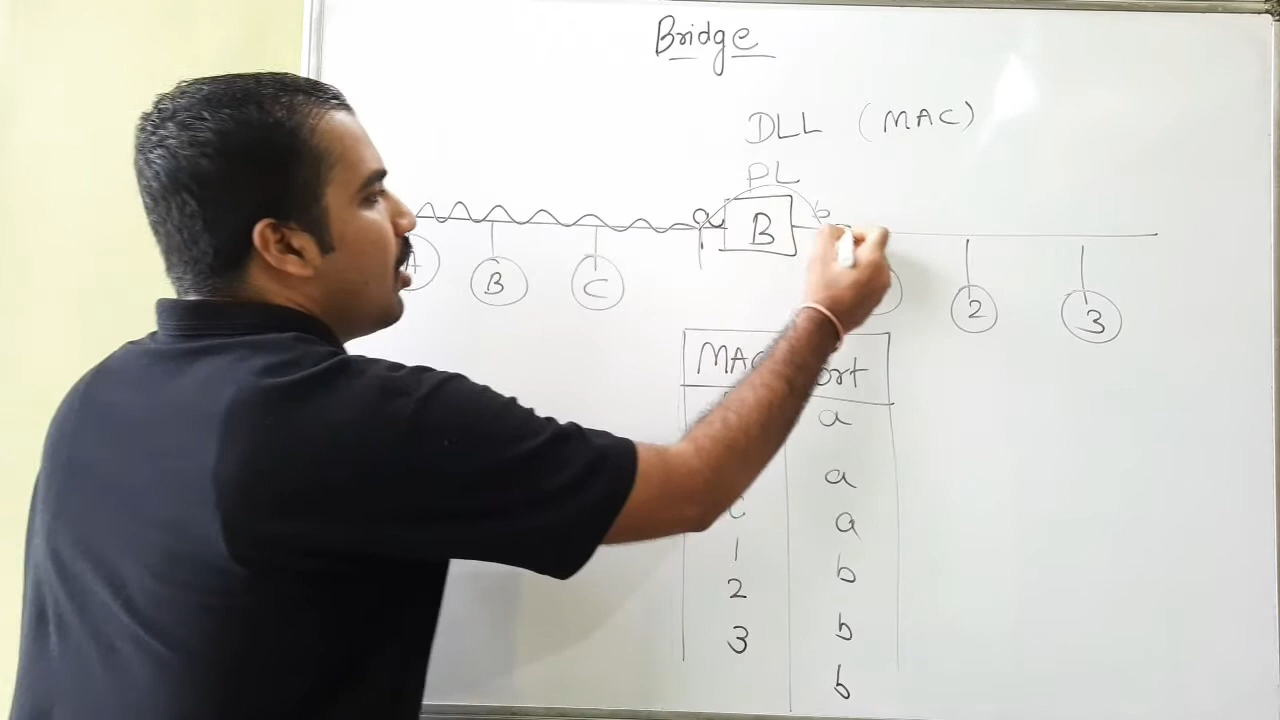 Bridge
DLL (MAC)
PL
a B b
A B C 2 3
a
a
C a
1 b
2 b
3 b